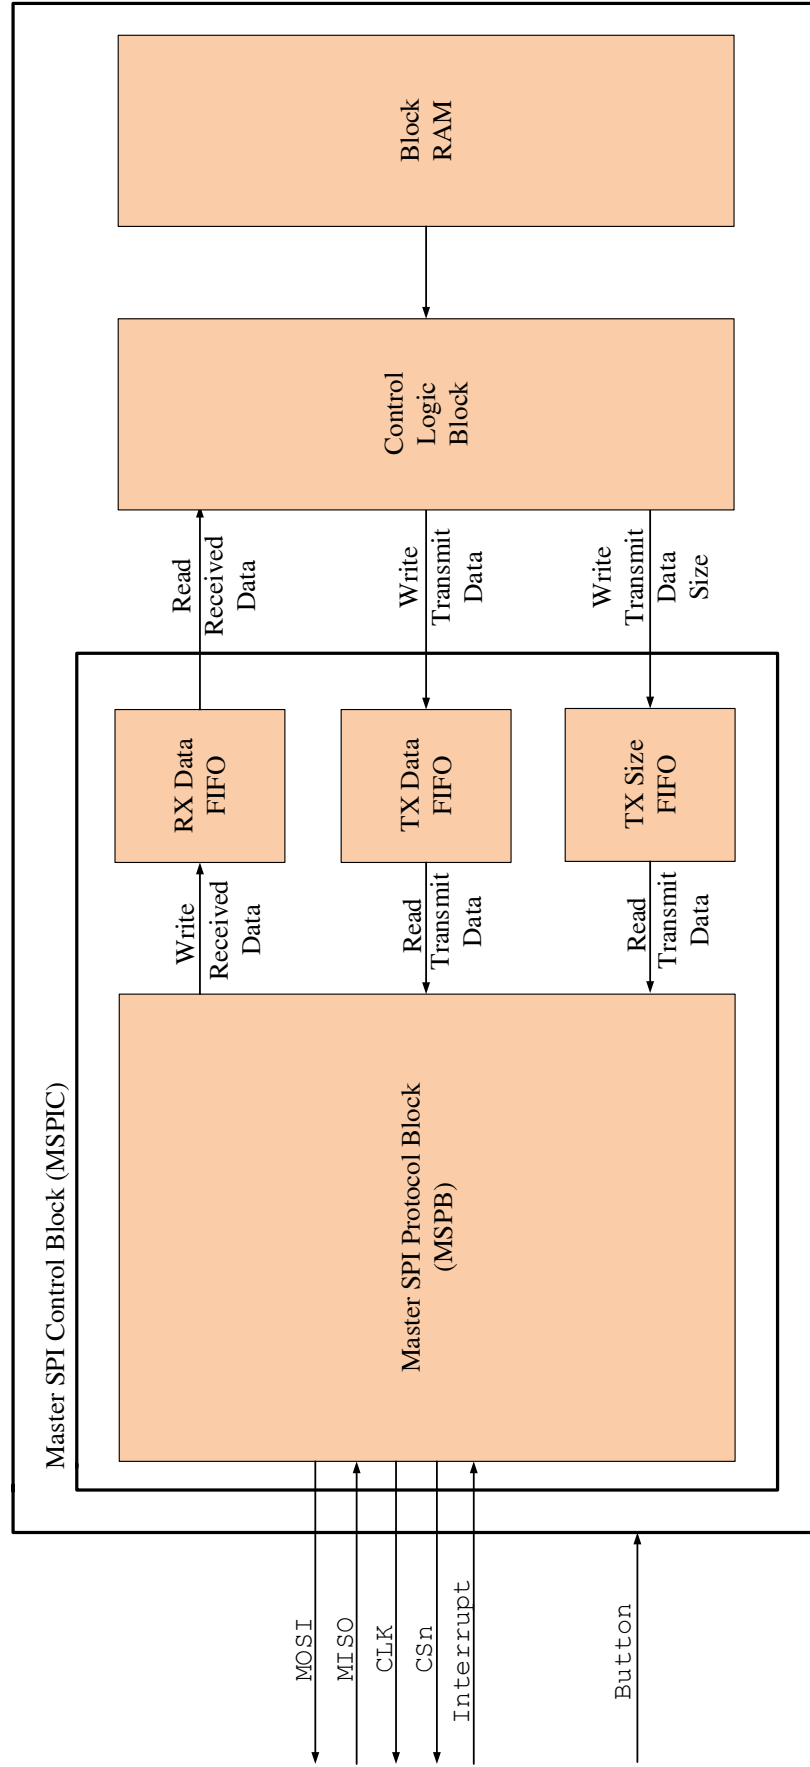 Master SPI Control Block (MSPIC)
MOSI
MISO
CLK
CSn
Interrupt
Button
Master SPI Protocol Block
(MSPB)
Write
Received
Data
Read
Transmit
Data
Read
Transmit
Data
RX Data
FIFO
TX Data
FIFO
TX Size
FIFO
Read
Received
Data
Write
Transmit
Data
Write
Transmit
Data
Size
Control
Logic
Block
Block
RAM